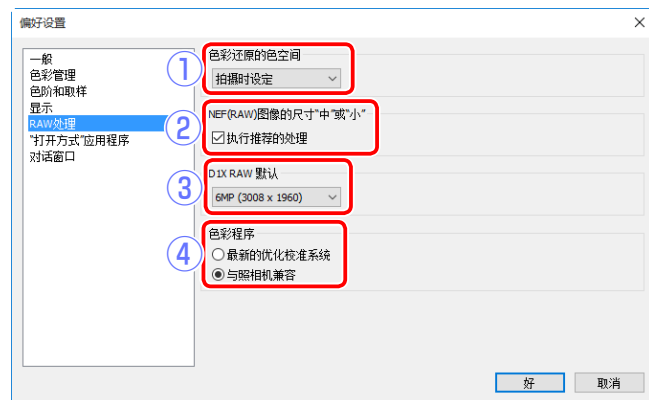 偏好设置
一般
色彩管理
色阶和取样
显示
RAW处理
"打开方式"应用程序
对话窗口
① 色彩还原的色空间
拍摄时设定
② NEF(RAW)图像的尺寸"中"或"小"
执行推荐的处理
③ D1X RAW 默认
6MP (3008 x 1960)
④ 色彩程序
最新的优化校准系统
与照相机兼容
好
取消